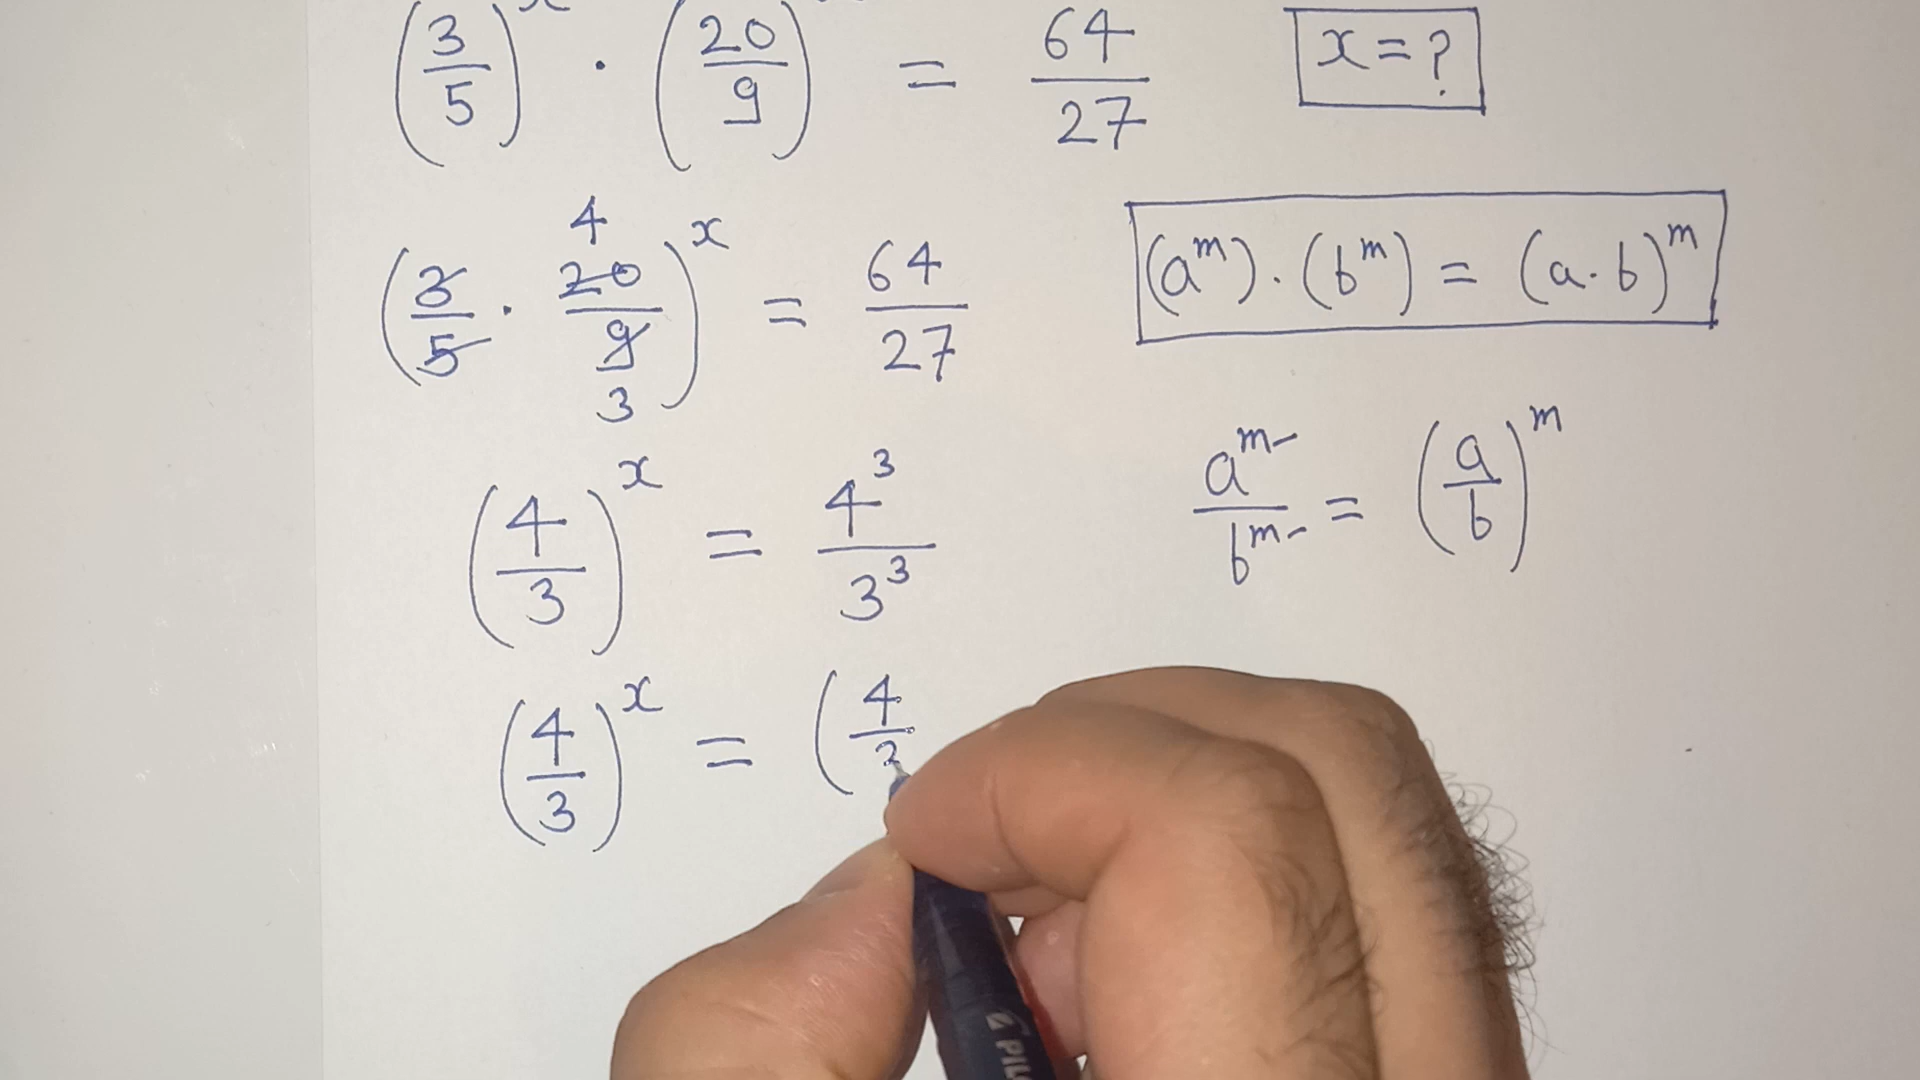 (3/5)^x · (20/9)^x = 64/27
x = ?
(3/5 · 20/9)^x = 64/27
4
3
(a^m) · (b^m) = (a · b)^m
(4/3)^x = 4^3/3^3
a^m/b^m = (a/b)^m
(4/3)^x = (4/3
PIL